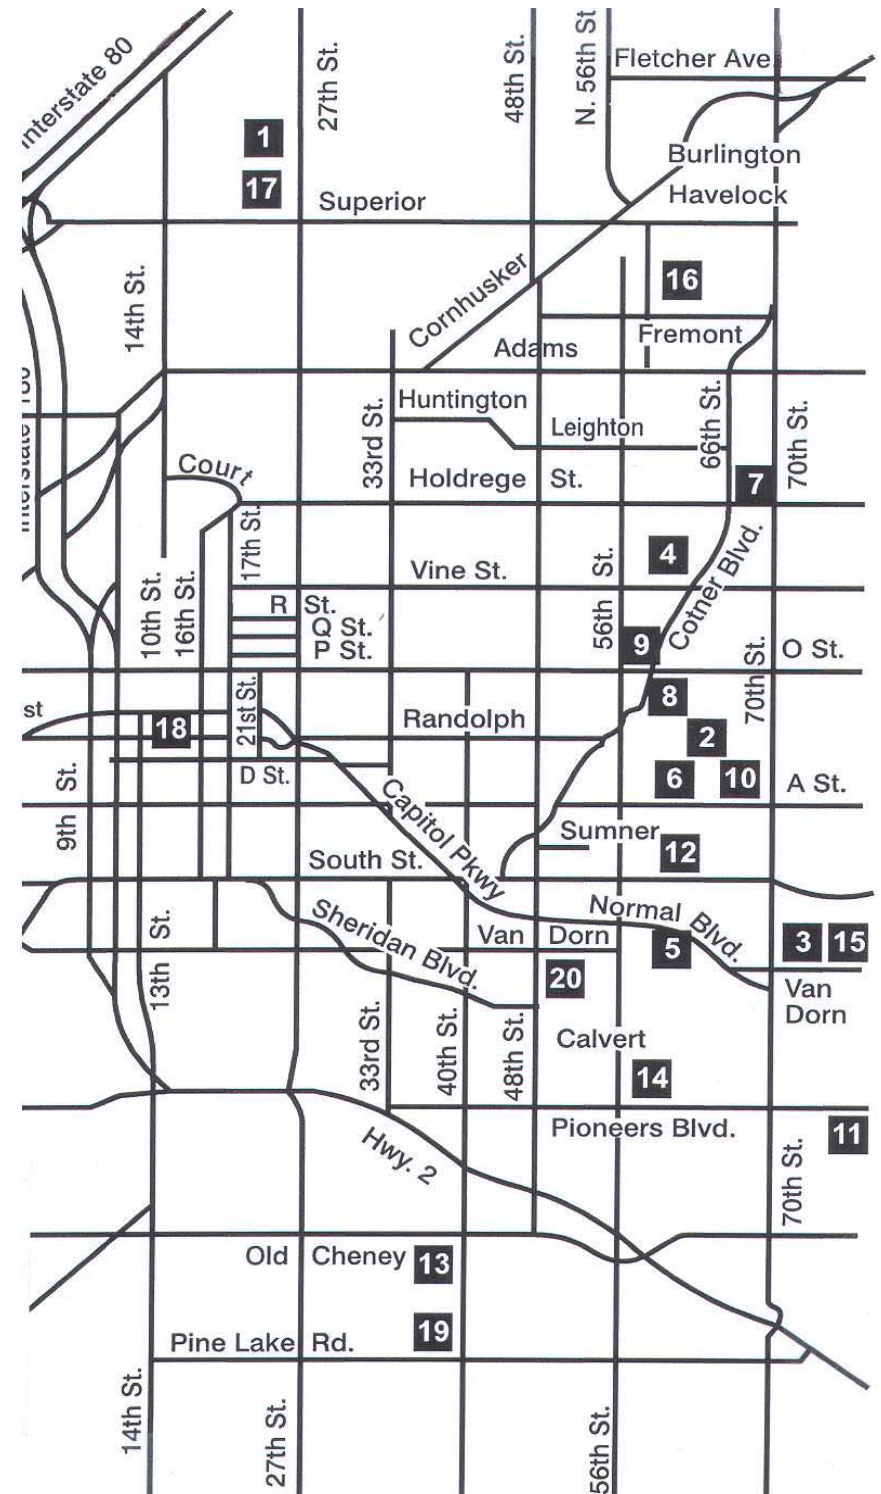 Interstate 80
27th St.
48th St.
N. 56th St
Fletcher Ave.
1
17
Burlington
Havelock
Superior
14th St.
Cornhusker
16
Fremont
Adams
Huntington
Leighton
33rd St.
66th St.
70th St.
Interstate
Court
Holdrege St.
7
17th St.
Vine St.
4
56th St.
Cotner Blvd.
10th St.
16th St.
R St.
Q St.
P St.
9
O St.
70th St.
st
18
21st St.
Randolph
8
2
D St.
6
10
A St.
9th St.
Capitol Pkwy
Sumner
12
South St.
Normal Blvd.
13th St.
Sheridan Blvd.
Van Dorn
5
3
15
20
Van
Dorn
33rd St.
40th St.
48th St.
Calvert
14
Pioneers Blvd.
11
Hwy. 2
70th St.
Old Cheney
13
19
Pine Lake Rd.
14th St.
27th St.
56th St.